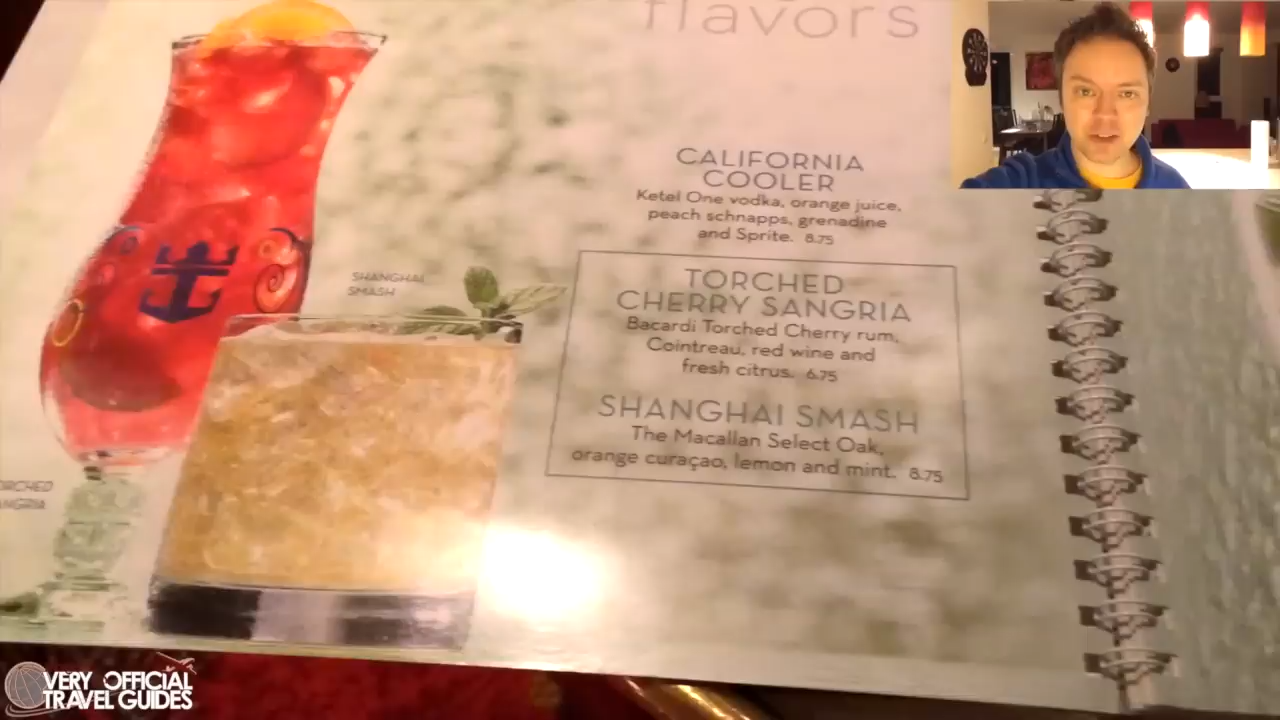 flavors
CALIFORNIA
COOLER
Ketel One vodka, orange juice,
peach schnapps, grenadine
and Sprite. 8.75
TORCHED
CHERRY SANGRIA
Bacardi Torched Cherry rum,
Cointreau, red wine and
fresh citrus. 6.75
SHANGHAI SMASH
The Macallan Select Oak,
orange curaçao, lemon and mint. 8.75
SHANGHAI
SMASH
ORCHED
ANGRIA
VERY OFFICIAL
TRAVEL GUIDES